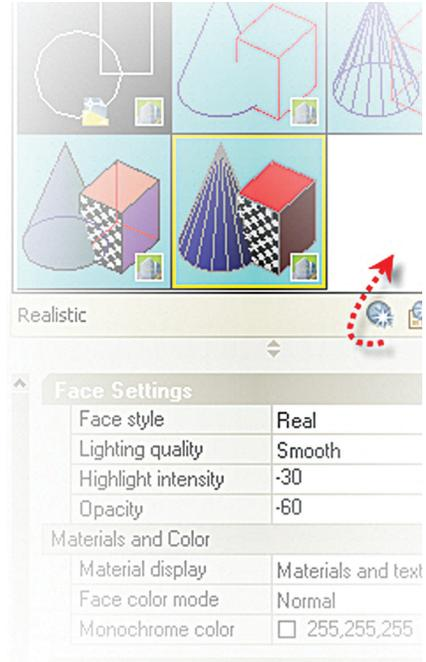 Realistic
Face Settings
Face style Real
Lighting quality Smooth
Highlight intensity -30
Opacity -60
Materials and Color
Material display Materials and text
Face color mode Normal
Monochrome color 255,255,255